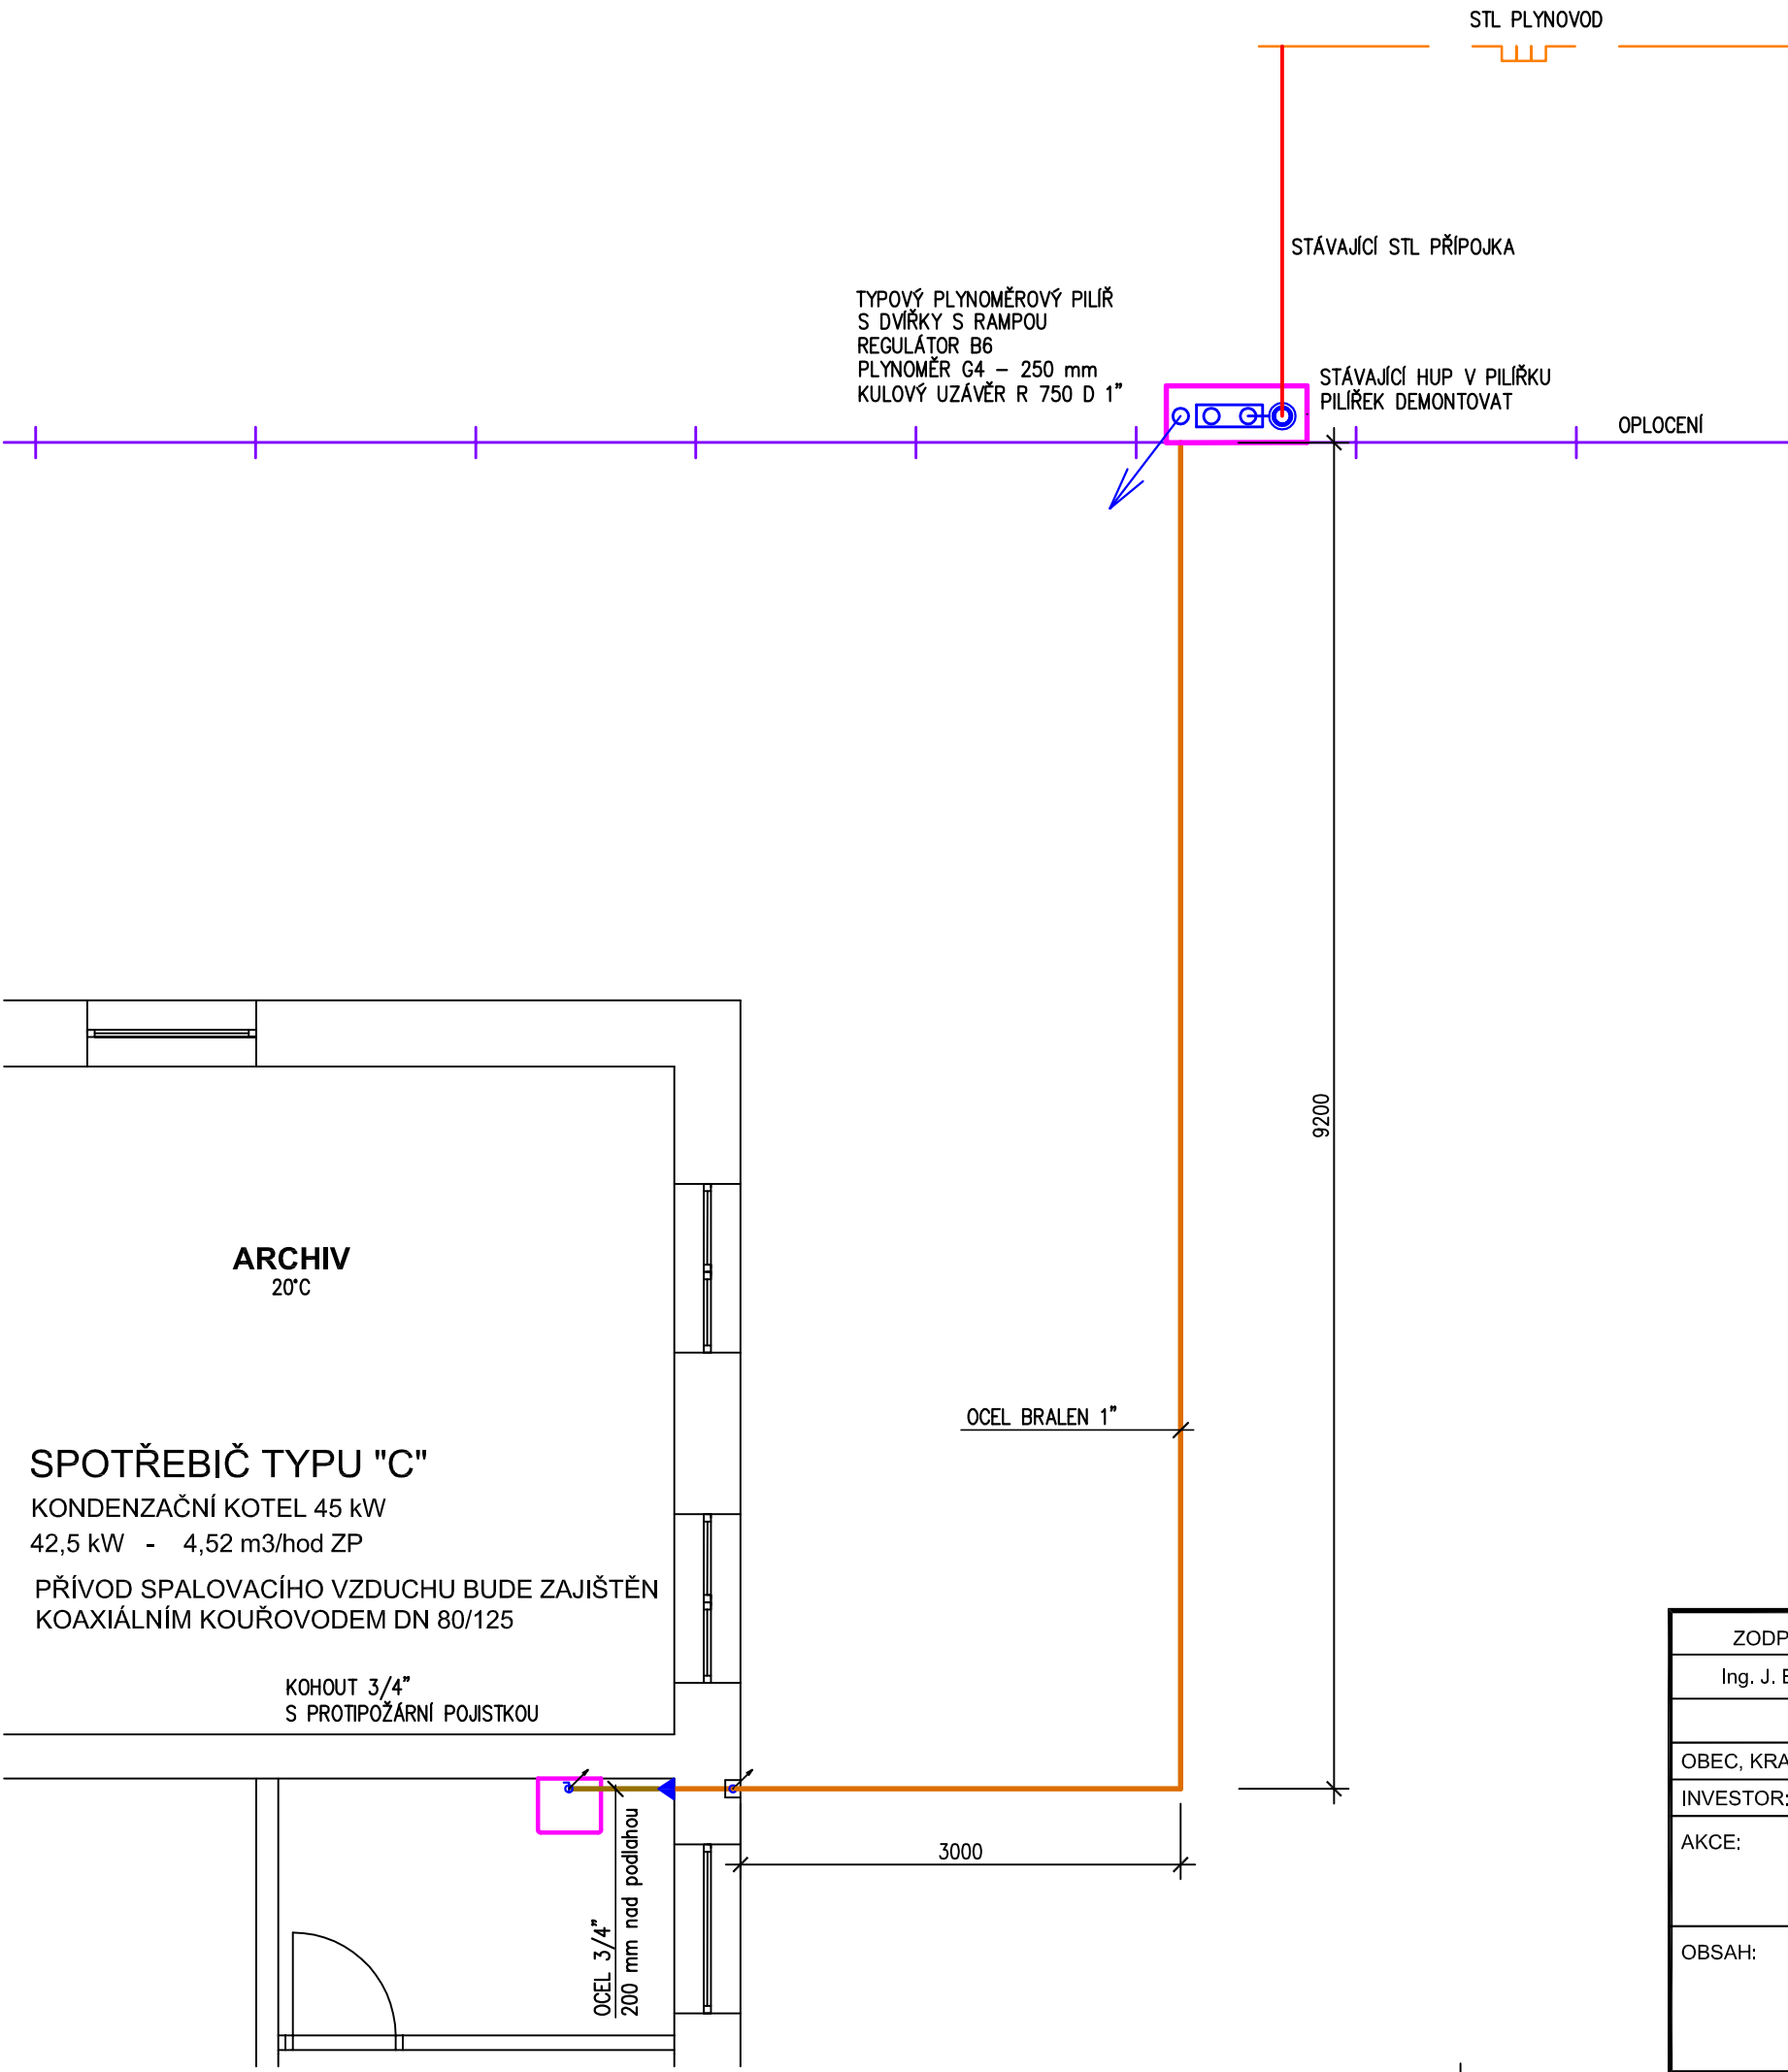 STL PLYNOVOD
STÁVAJÍCÍ STL PŘÍPOJKA
TYPOVÝ PLYNOMĚROVÝ PILÍŘ
S DVÍŘKY S RAMPOU
REGULÁTOR B6
PLYNOMĚR G4 – 250 mm
KULOVÝ UZÁVĚR R 750 D 1"
STÁVAJÍCÍ HUP V PILÍŘKU
PILÍŘEK DEMONTOVAT
OPLOCENÍ
9200
ARCHIV
20°C
OCEL BRALEN 1"
SPOTŘEBIČ TYPU "C"
KONDENZAČNÍ KOTEL 45 kW
42,5 kW - 4,52 m3/hod ZP
PŘÍVOD SPALOVACÍHO VZDUCHU BUDE ZAJIŠTĚN
KOAXIÁLNÍM KOUŘOVODEM DN 80/125
KOHOUT 3/4"
S PROTIPOŽÁRNÍ POJISTKOU
3000
OCEL 3/4"
200 mm nad podlahou
ZODP
Ing. J.
OBEC, KRA
INVESTOR:
AKCE:
OBSAH: